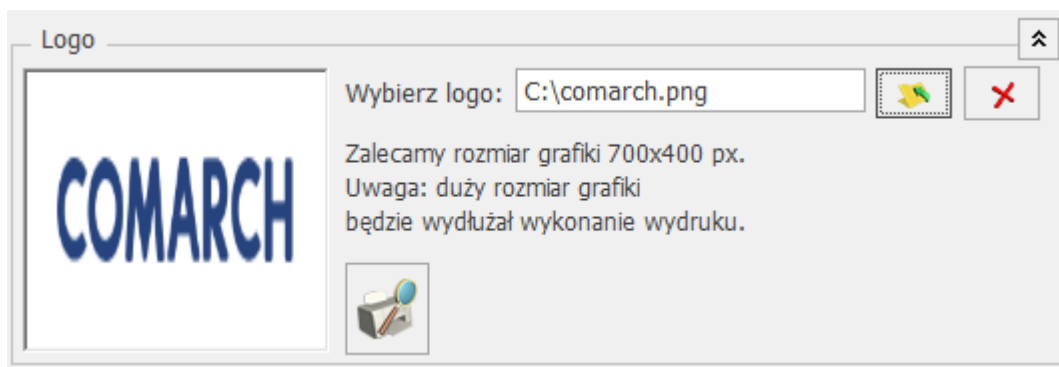 Logo
Wybierz logo: C:\comarch.png
COMARCH
Zalecamy rozmiar grafiki 700x400 px.
Uwaga: duży rozmiar grafiki
będzie wydłużał wykonanie wydruku.